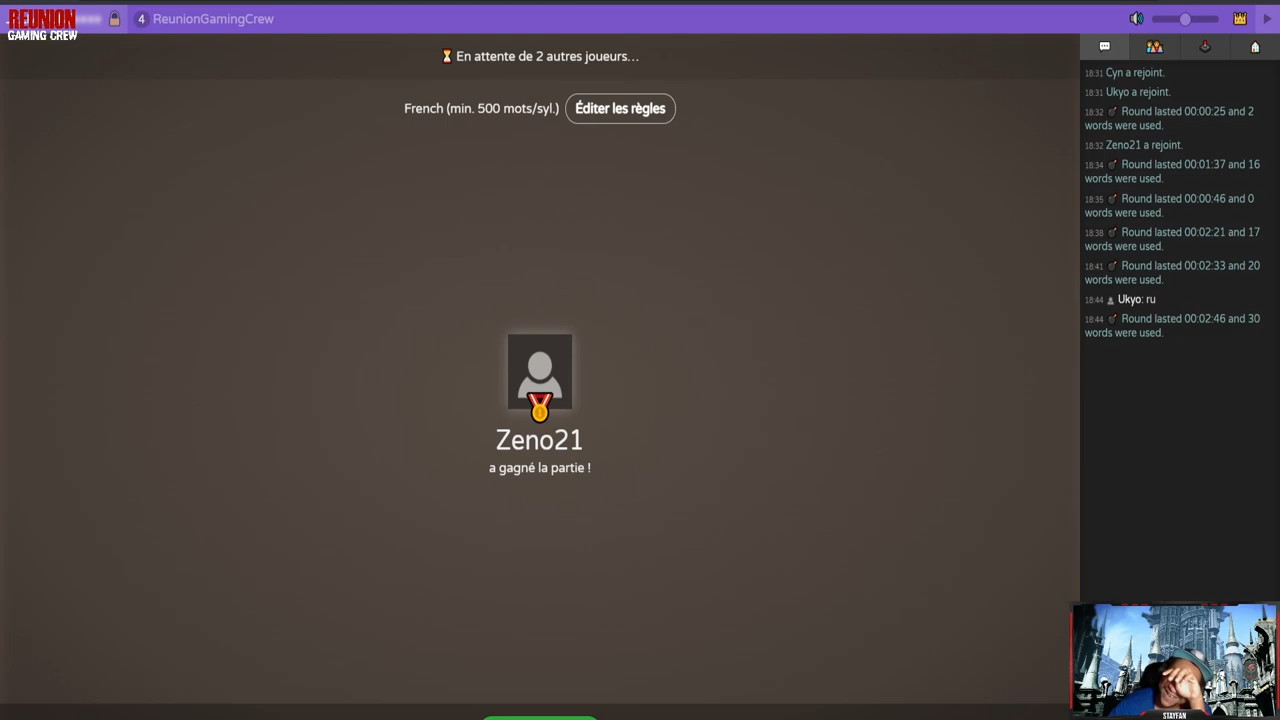 REUNION
GAMING CREW
4 ReunionGamingCrew
En attente de 2 autres joueurs…
French (min. 500 mots/syl.) Éditer les règles
Zeno21
a gagné la partie !
18:31 Cyn a rejoint.
18:31 Ukyo a rejoint.
18:32 Round lasted 00:00:25 and 2
words were used.
18:32 Zeno21 a rejoint.
18:34 Round lasted 00:01:37 and 16
words were used.
18:35 Round lasted 00:00:46 and 0
words were used.
18:38 Round lasted 00:02:21 and 17
words were used.
18:41 Round lasted 00:02:33 and 20
words were used.
18:44 Ukyo: ru
18:44 Round lasted 00:02:46 and 30
words were used.
STAYFAN